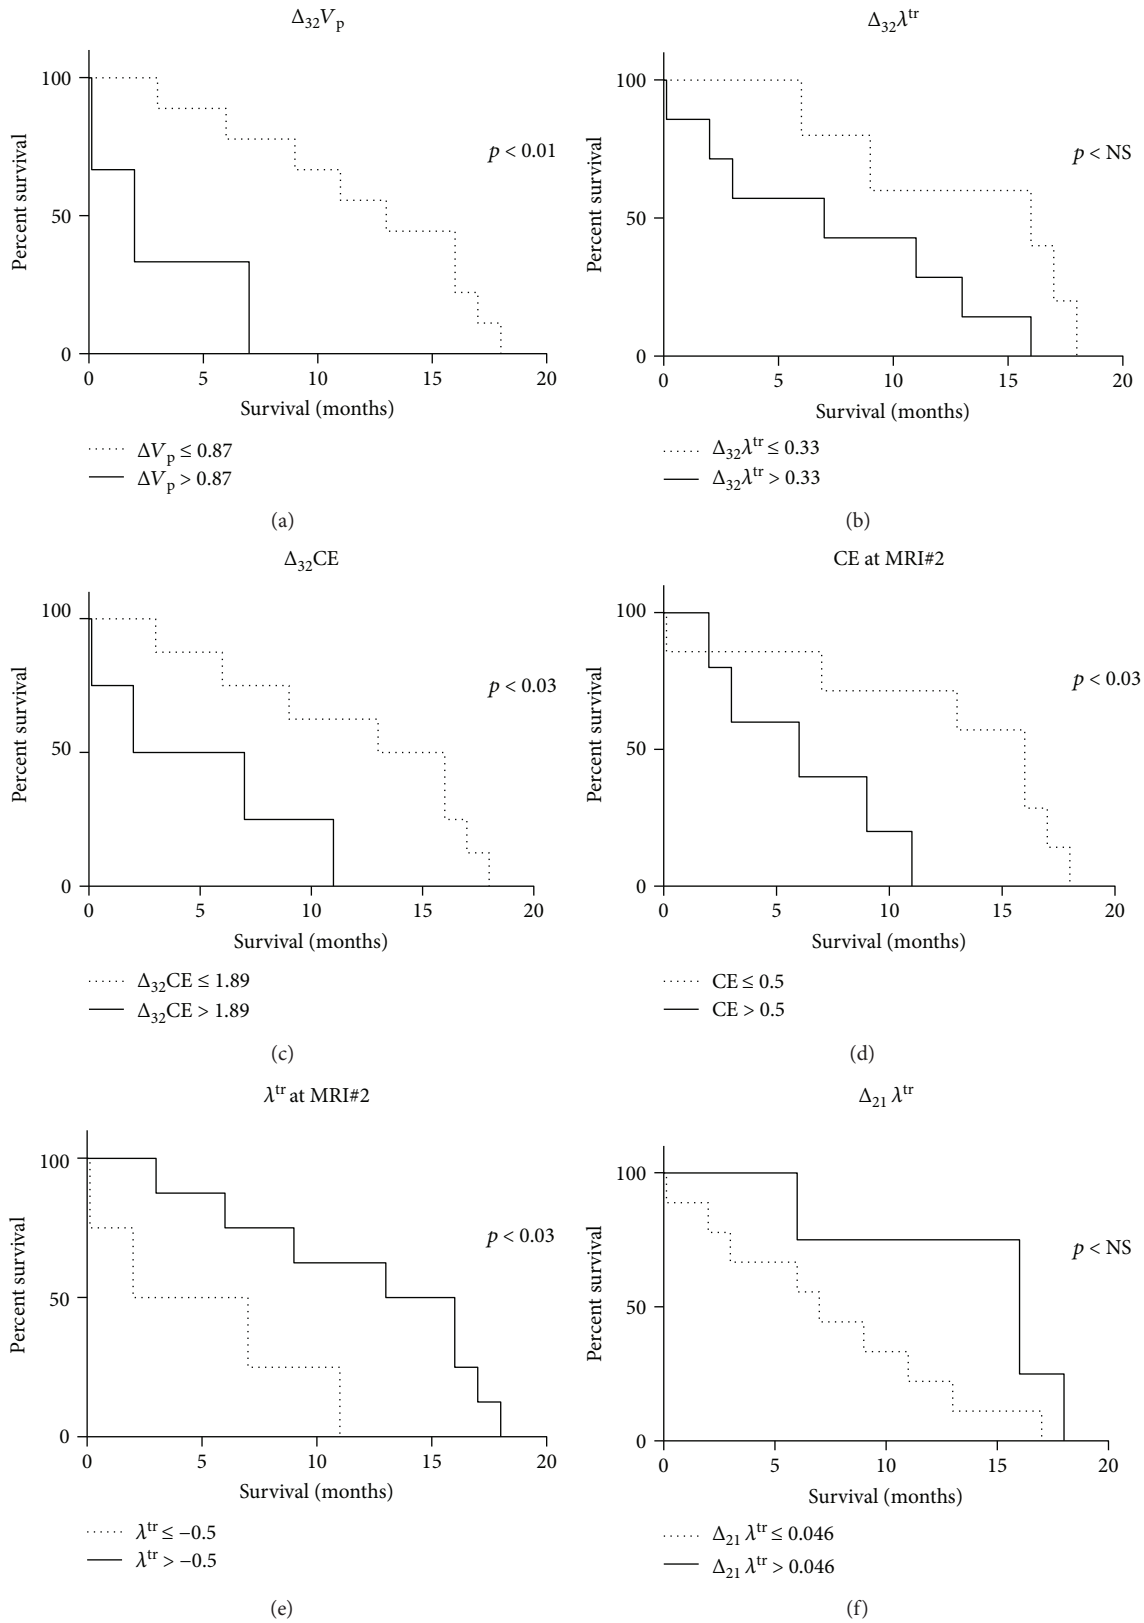 Δ₃₂Vₚ
100
50
0
Percent survival
p < 0.01
0 5 10 15 20
Survival (months)
ΔVₚ ≤ 0.87
ΔVₚ > 0.87
(a)
Δ₃₂λᵗʳ
100
50
0
Percent survival
p < NS
0 5 10 15 20
Survival (months)
Δ₃₂λᵗʳ ≤ 0.33
Δ₃₂λᵗʳ > 0.33
(b)
Δ₃₂CE
100
50
0
Percent survival
p < 0.03
0 5 10 15 20
Survival (months)
Δ₃₂CE ≤ 1.89
Δ₃₂CE > 1.89
(c)
CE at MRI#2
100
50
0
Percent survival
p < 0.03
0 5 10 15 20
Survival (months)
CE ≤ 0.5
CE > 0.5
(d)
λᵗʳ at MRI#2
100
50
0
Percent survival
p < 0.03
0 5 10 15 20
Survival (months)
λᵗʳ ≤ −0.5
λᵗʳ > −0.5
(e)
Δ₂₁ λᵗʳ
100
50
0
Percent survival
p < NS
0 5 10 15 20
Survival (months)
Δ₂₁ λᵗʳ ≤ 0.046
Δ₂₁ λᵗʳ > 0.046
(f)